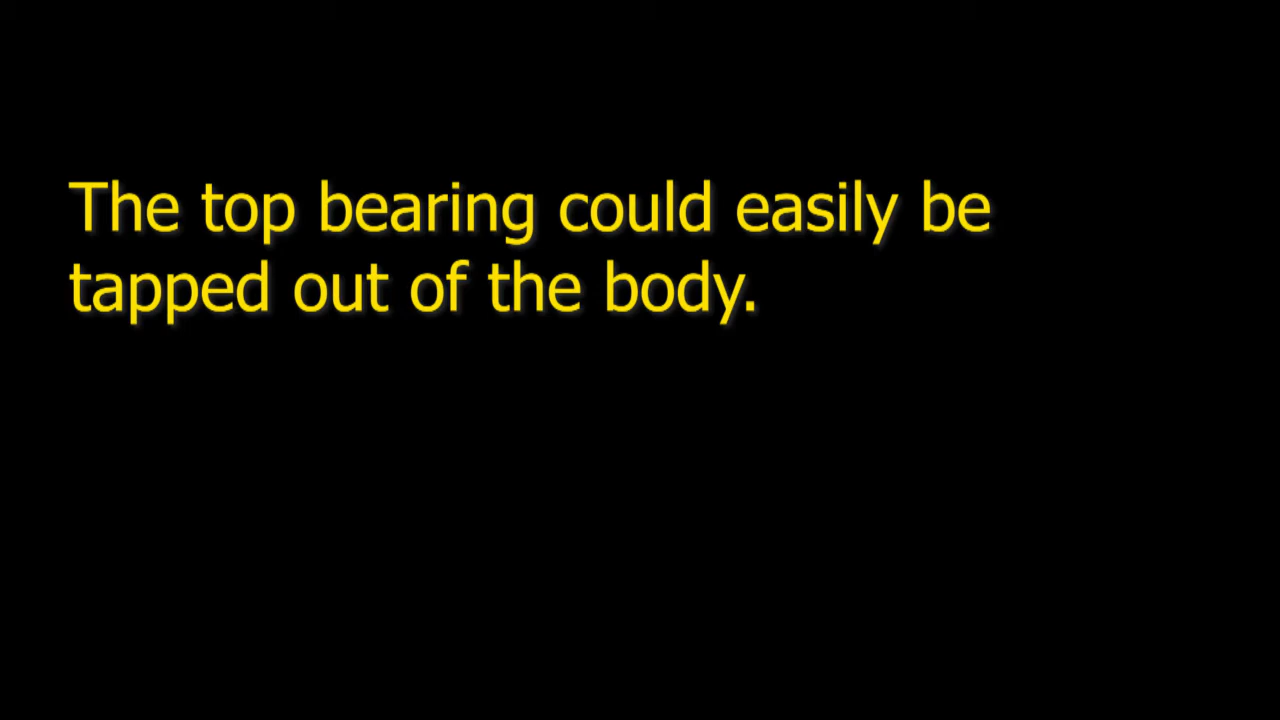 The top bearing could easily be
tapped out of the body.